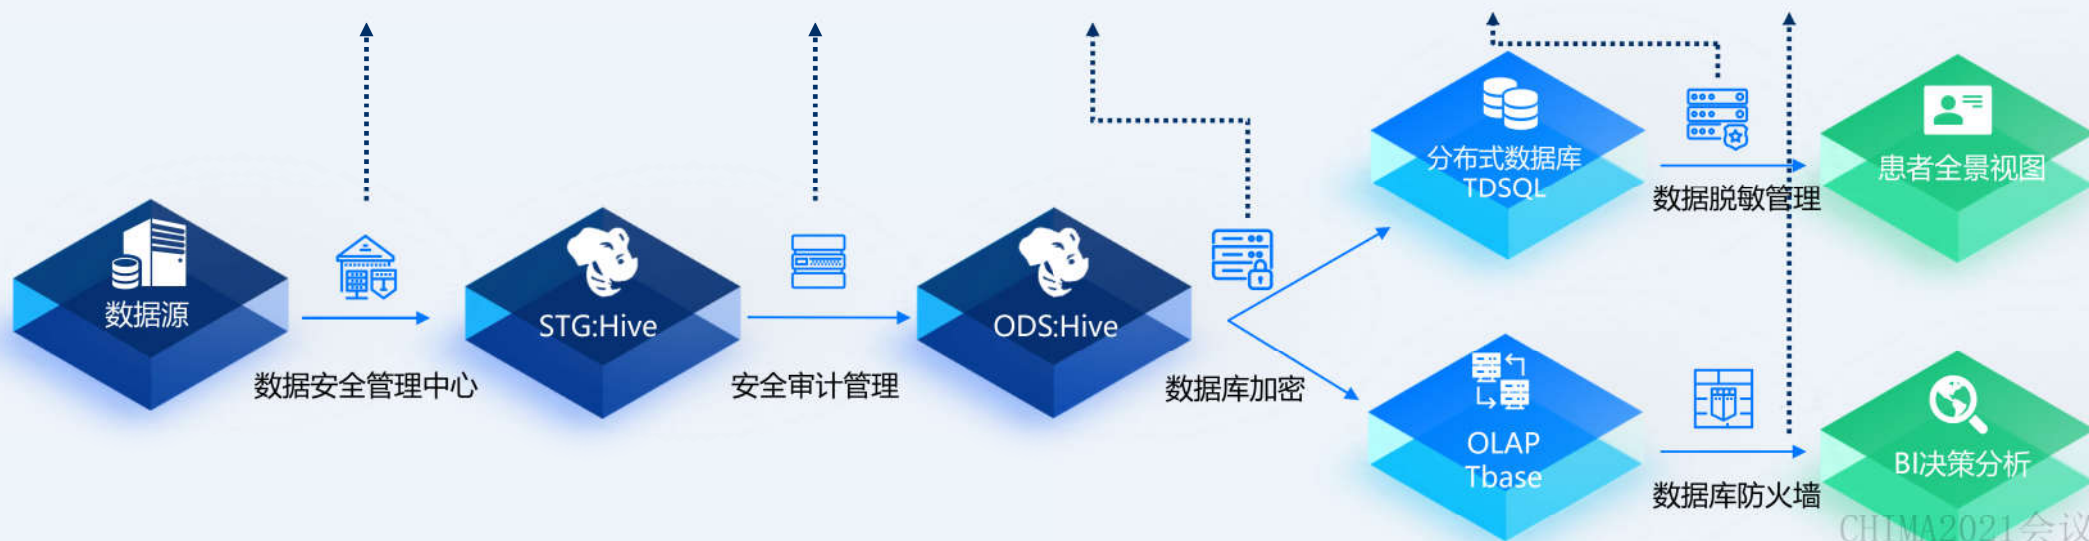 数据源
数据安全管理中心
STG:Hive
安全审计管理
ODS:Hive
数据库加密
分布式数据库
TDSQL
数据脱敏管理
患者全景视图
OLAP
Tbase
数据库防火墙
BI决策分析
CHIMA2021会议